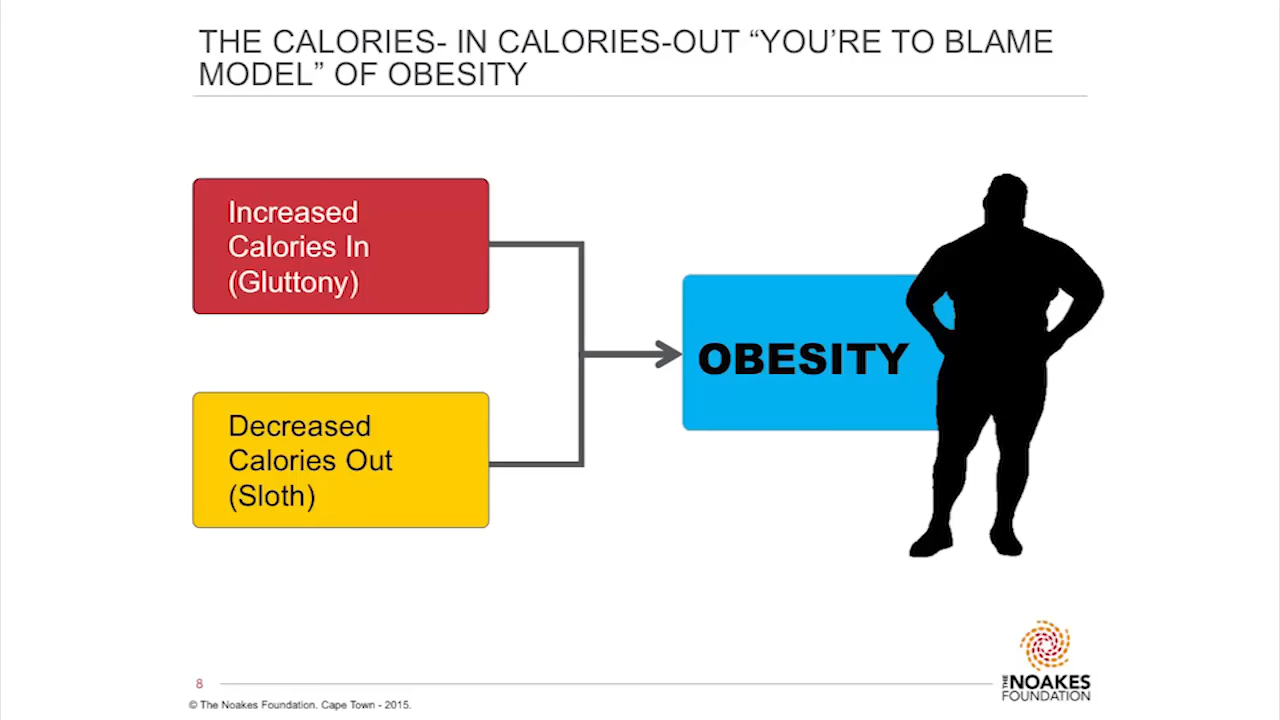 THE CALORIES- IN CALORIES-OUT “YOU’RE TO BLAME
MODEL” OF OBESITY
Increased
Calories In
(Gluttony)
Decreased
Calories Out
(Sloth)
OBESITY
8
© The Noakes Foundation. Cape Town - 2015.
THE NOAKES
FOUNDATION